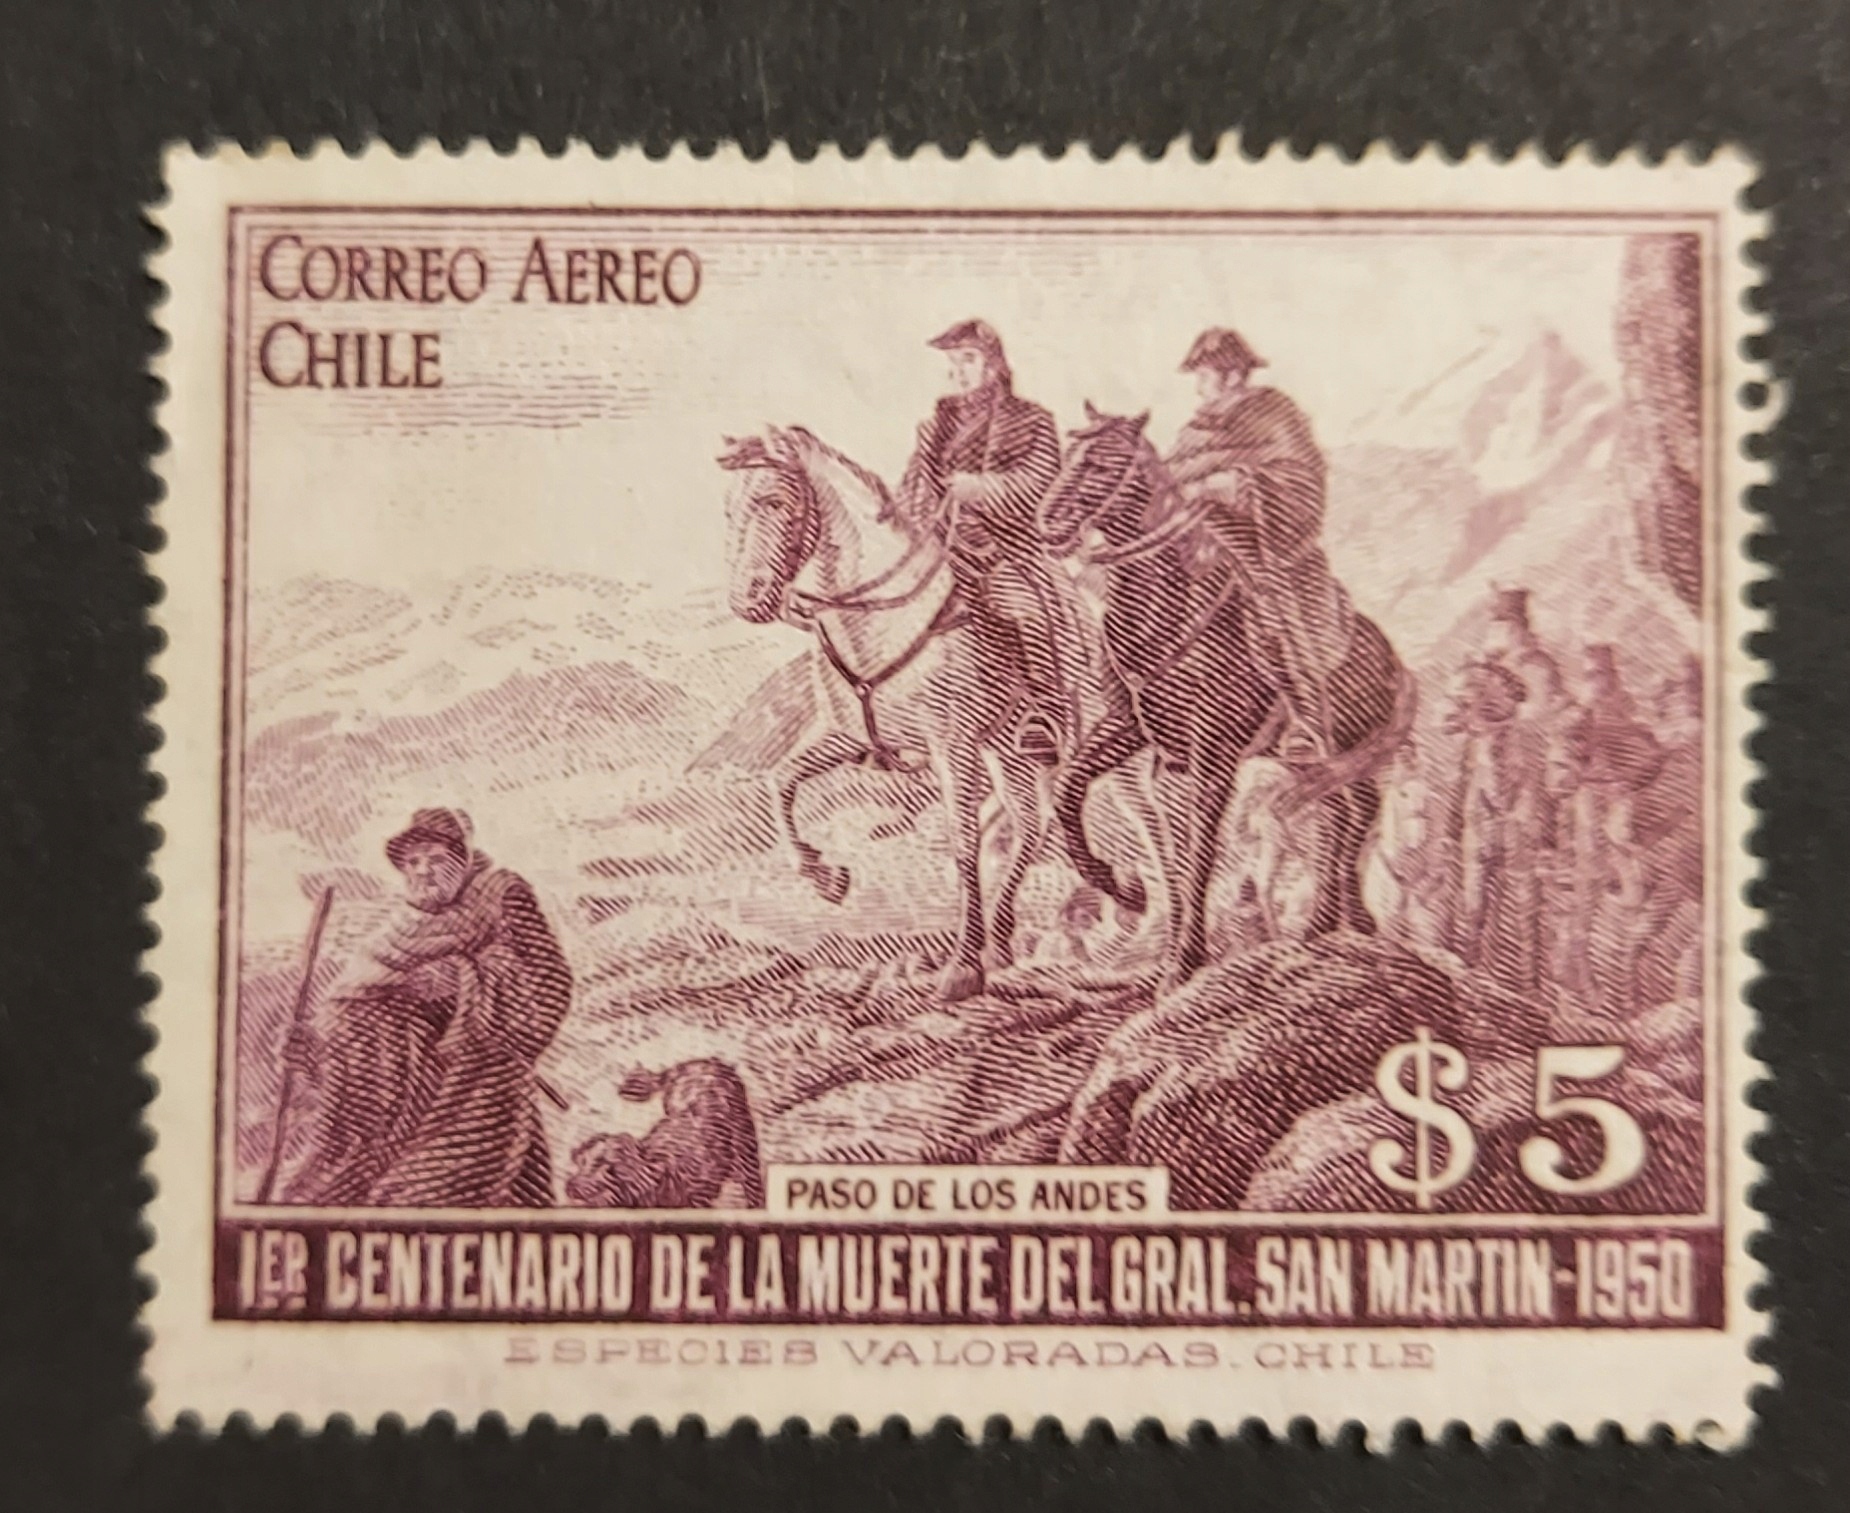 CORREO AEREO
CHILE
$5
PASO DE LOS ANDES
1ER CENTENARIO DE LA MUERTE DEL GRAL. SAN MARTIN-1950
ESPECIES VALORADAS. CHILE